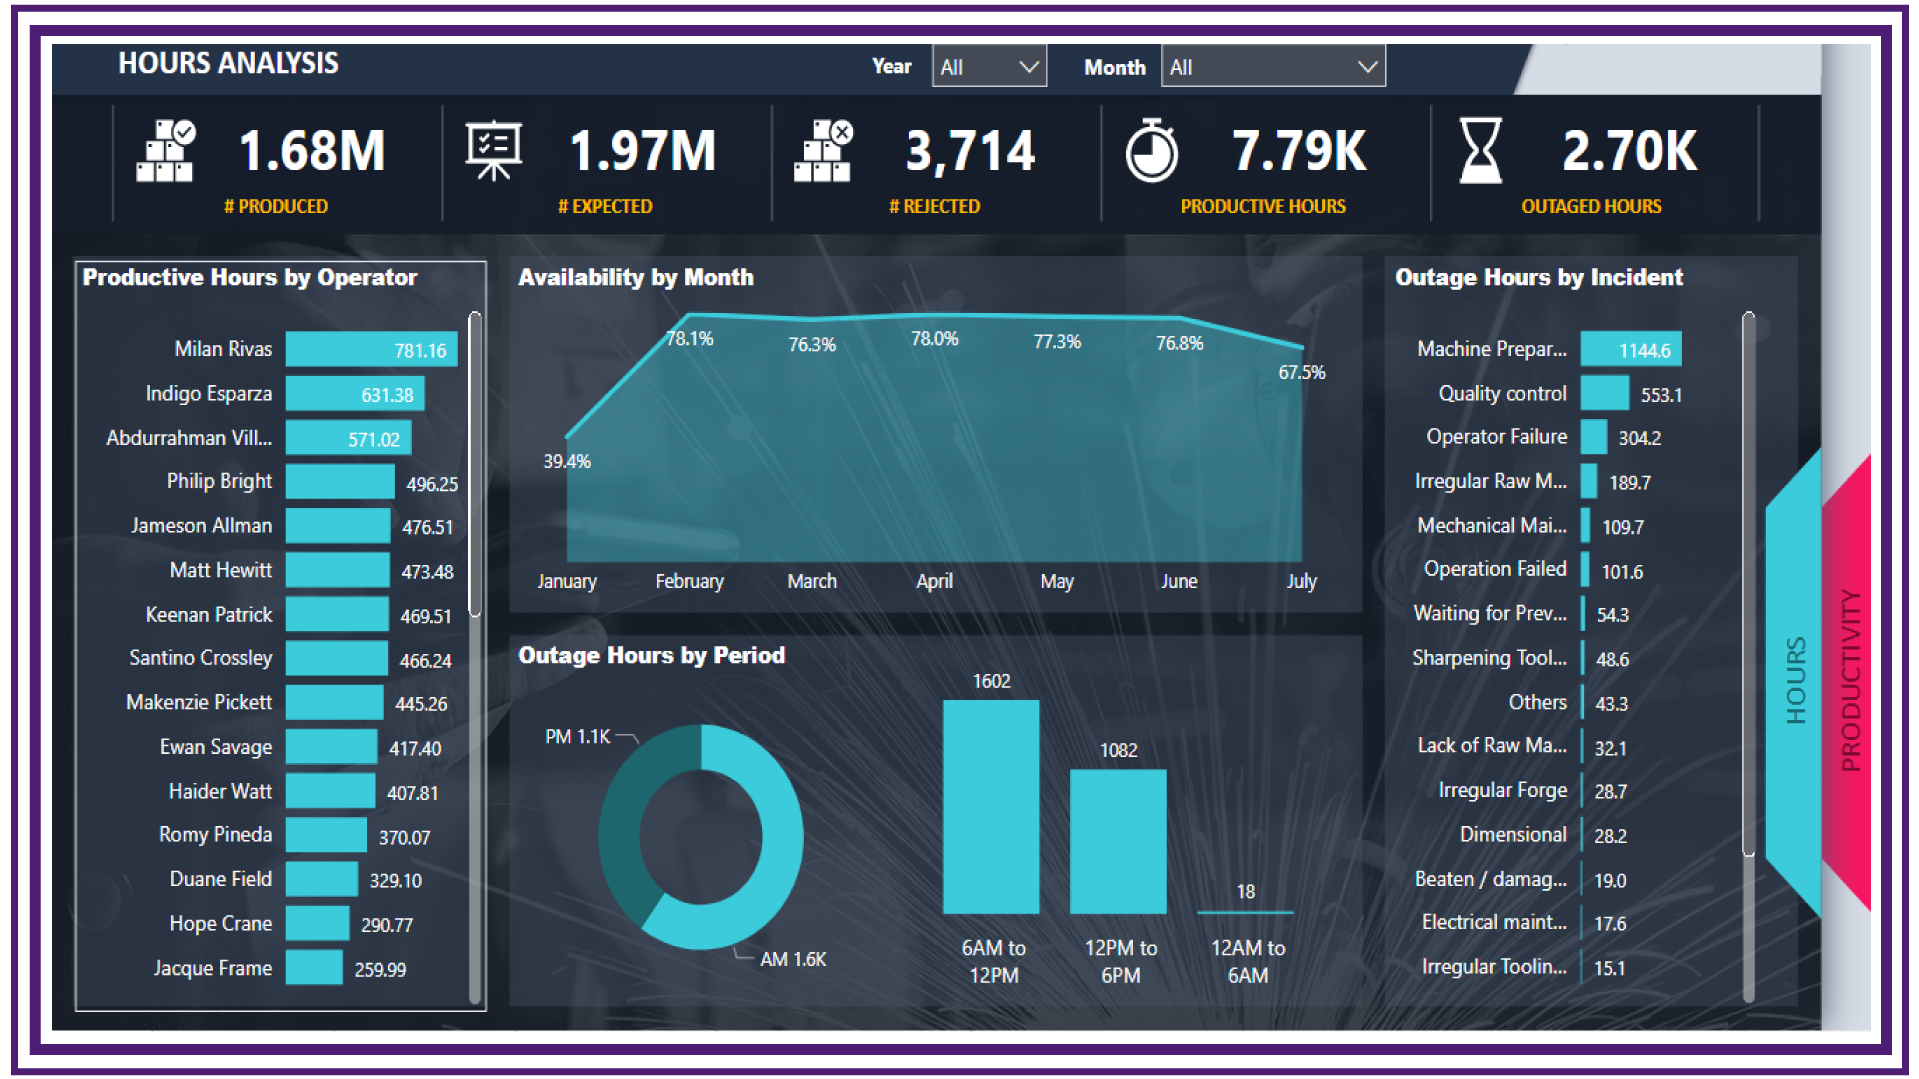 HOURS ANALYSIS
Year All Month All
1.68M
# PRODUCED
1.97M
# EXPECTED
3,714
# REJECTED
7.79K
PRODUCTIVE HOURS
2.70K
OUTAGED HOURS
Productive Hours by Operator
Milan Rivas 781.16
Indigo Esparza 631.38
Abdurrahman Vill... 571.02
Philip Bright 496.25
Jameson Allman 476.51
Matt Hewitt 473.48
Keenan Patrick 469.51
Santino Crossley 466.24
Makenzie Pickett 445.26
Ewan Savage 417.40
Haider Watt 407.81
Romy Pineda 370.07
Duane Field 329.10
Hope Crane 290.77
Jacque Frame 259.99
Availability by Month
39.4% 78.1% 76.3% 78.0% 77.3% 76.8% 67.5%
January February March April May June July
Outage Hours by Period
PM 1.1K
AM 1.6K
1602
1082
18
6AM to
12PM
12PM to
6PM
12AM to
6AM
Outage Hours by Incident
Machine Prepar... 1144.6
Quality control 553.1
Operator Failure 304.2
Irregular Raw M... 189.7
Mechanical Mai... 109.7
Operation Failed 101.6
Waiting for Prev... 54.3
Sharpening Tool... 48.6
Others 43.3
Lack of Raw Ma... 32.1
Irregular Forge 28.7
Dimensional 28.2
Beaten / damag... 19.0
Electrical maint... 17.6
Irregular Toolin... 15.1
HOURS
PRODUCTIVITY